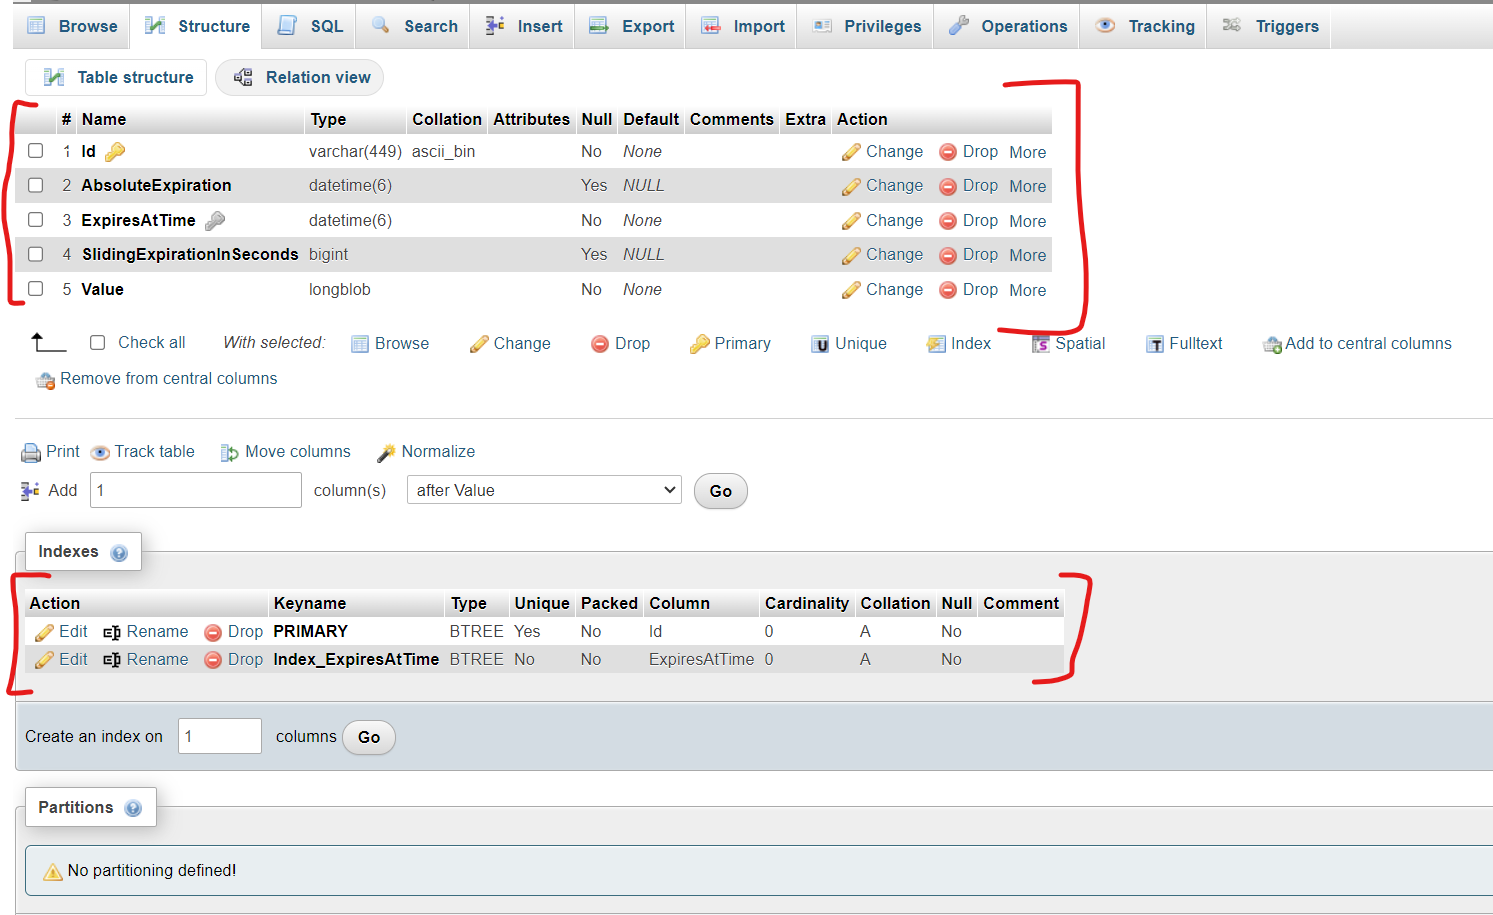 Browse Structure SQL Search Insert Export Import Privileges Operations Tracking Triggers
Table structure Relation view
# Name Type Collation Attributes Null Default Comments Extra Action
1 Id varchar(449) ascii_bin No None Change Drop More
2 AbsoluteExpiration datetime(6) Yes NULL Change Drop More
3 ExpiresAtTime datetime(6) No None Change Drop More
4 SlidingExpirationInSeconds bigint Yes NULL Change Drop More
5 Value longblob No None Change Drop More
Check all With selected: Browse Change Drop Primary Unique Index Spatial Fulltext Add to central columns
Remove from central columns
Print Track table Move columns Normalize
Add 1 column(s) after Value Go
Indexes
Action Keyname Type Unique Packed Column Cardinality Collation Null Comment
Edit Rename Drop PRIMARY BTREE Yes No Id 0 A No
Edit Rename Drop Index_ExpiresAtTime BTREE No No ExpiresAtTime 0 A No
Create an index on 1 columns Go
Partitions
No partitioning defined!